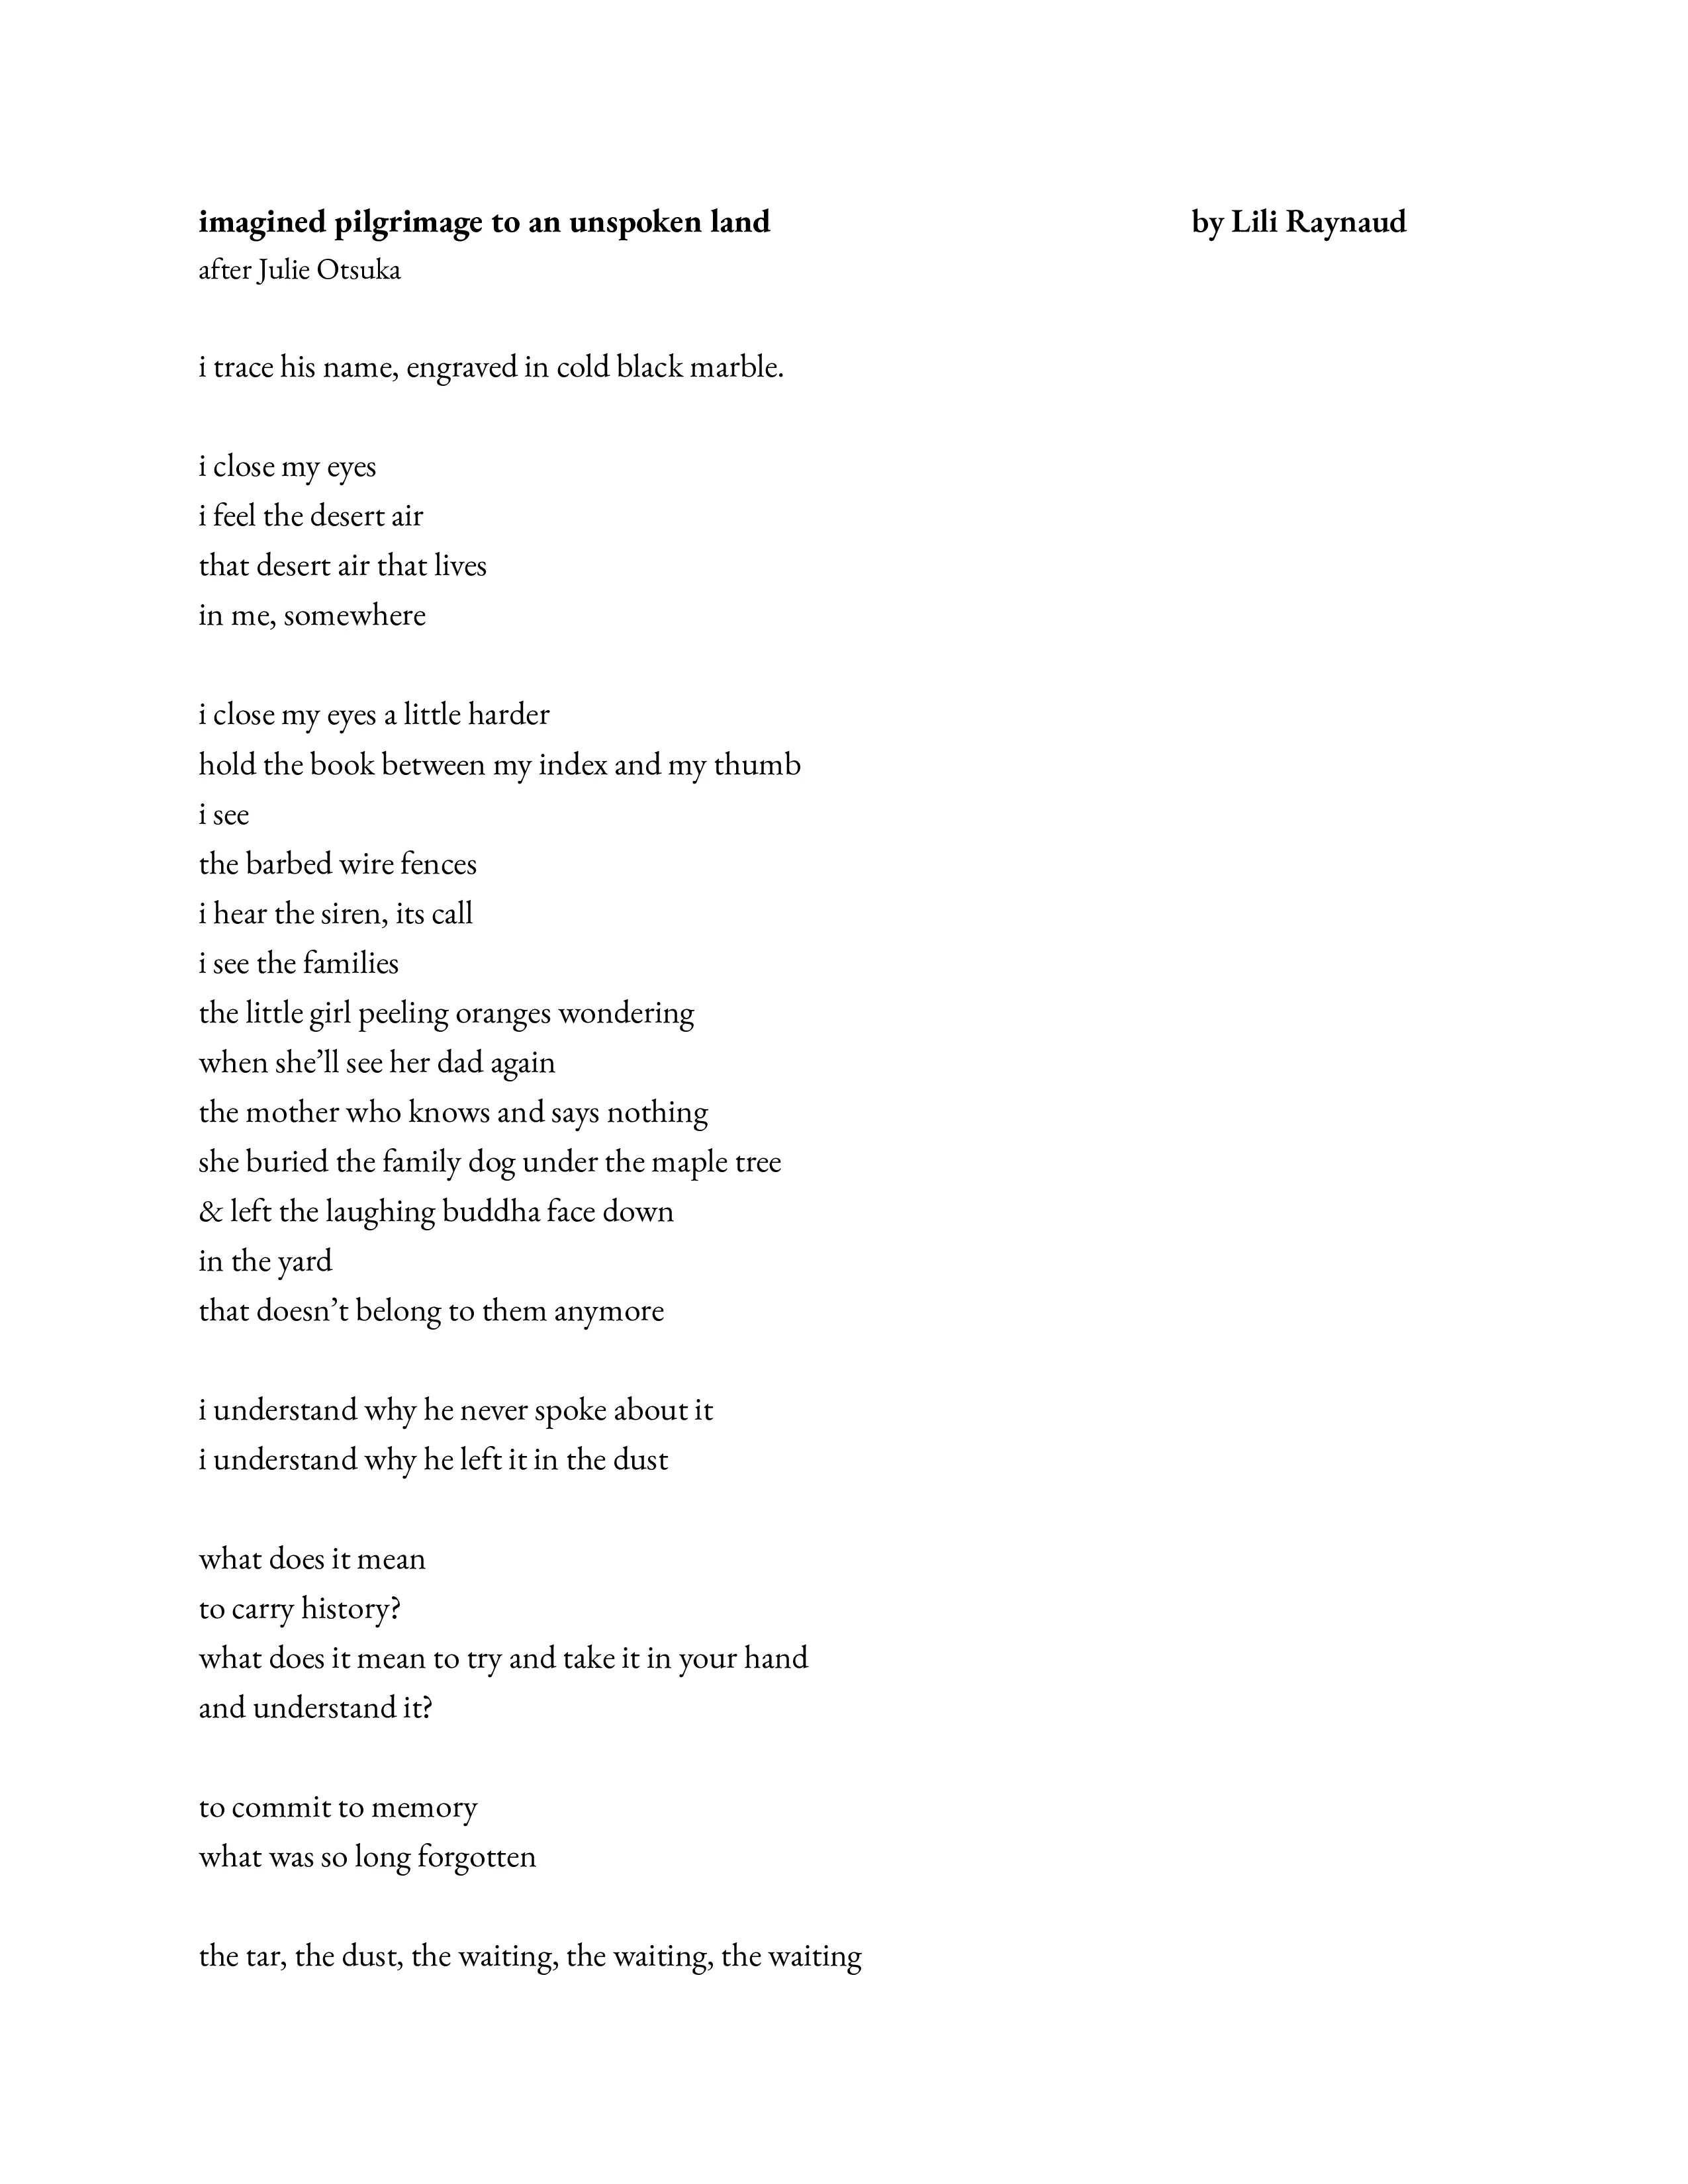 imagined pilgrimage to an unspoken land by Lili Raynaud
after Julie Otsuka
i trace his name, engraved in cold black marble.
i close my eyes
i feel the desert air
that desert air that lives
in me, somewhere
i close my eyes a little harder
hold the book between my index and my thumb
i see
the barbed wire fences
i hear the siren, its call
i see the families
the little girl peeling oranges wondering
when she’ll see her dad again
the mother who knows and says nothing
she buried the family dog under the maple tree
& left the laughing buddha face down
in the yard
that doesn’t belong to them anymore
i understand why he never spoke about it
i understand why he left it in the dust
what does it mean
to carry history?
what does it mean to try and take it in your hand
and understand it?
to commit to memory
what was so long forgotten
the tar, the dust, the waiting, the waiting, the waiting